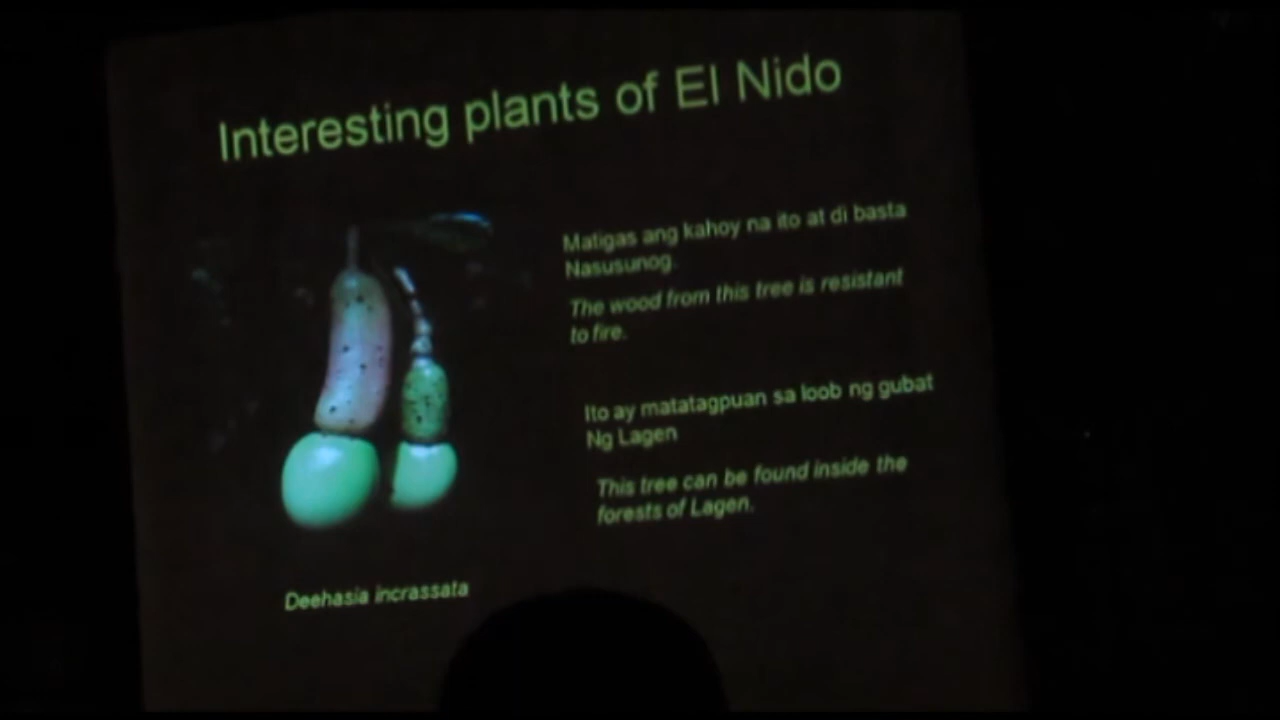 Interesting plants of El Nido
Matigas ang kahoy na ito at di basta
Nasusunog.
The wood from this tree is resistant
to fire.
Ito ay matatagpuan sa loob ng gubat
Ng Lagen
This tree can be found inside the
forests of Lagen.
Deehasia incrassata